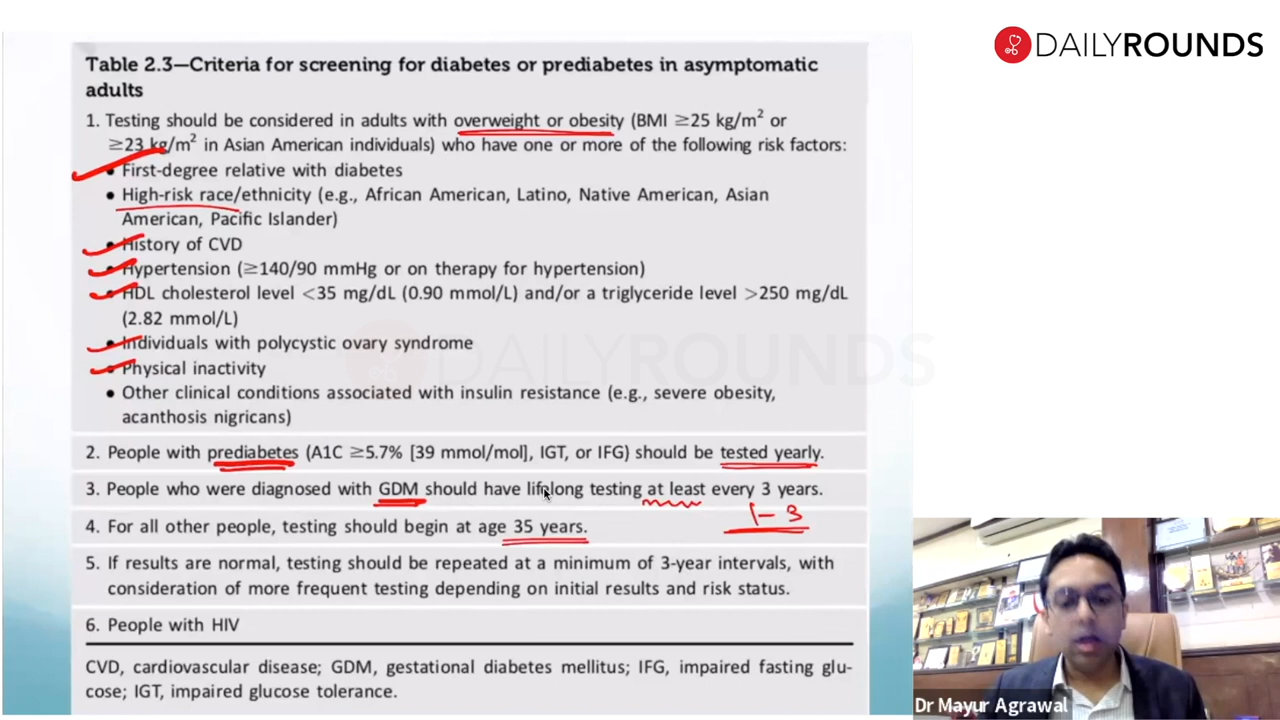 DAILYROUNDS
Table 2.3—Criteria for screening for diabetes or prediabetes in asymptomatic
adults
1. Testing should be considered in adults with overweight or obesity (BMI ≥25 kg/m² or
≥23 kg/m² in Asian American individuals) who have one or more of the following risk factors:
• First-degree relative with diabetes
• High-risk race/ethnicity (e.g., African American, Latino, Native American, Asian
American, Pacific Islander)
• History of CVD
• Hypertension (≥140/90 mmHg or on therapy for hypertension)
• HDL cholesterol level <35 mg/dL (0.90 mmol/L) and/or a triglyceride level >250 mg/dL
(2.82 mmol/L)
• Individuals with polycystic ovary syndrome
• Physical inactivity
DAILYROUNDS
• Other clinical conditions associated with insulin resistance (e.g., severe obesity,
acanthosis nigricans)
2. People with prediabetes (A1C ≥5.7% [39 mmol/mol], IGT, or IFG) should be tested yearly.
3. People who were diagnosed with GDM should have lifelong testing at least every 3 years.
1-3
4. For all other people, testing should begin at age 35 years.
5. If results are normal, testing should be repeated at a minimum of 3-year intervals, with
consideration of more frequent testing depending on initial results and risk status.
6. People with HIV
CVD, cardiovascular disease; GDM, gestational diabetes mellitus; IFG, impaired fasting glu-
cose; IGT, impaired glucose tolerance.
Dr Mayur Agrawal